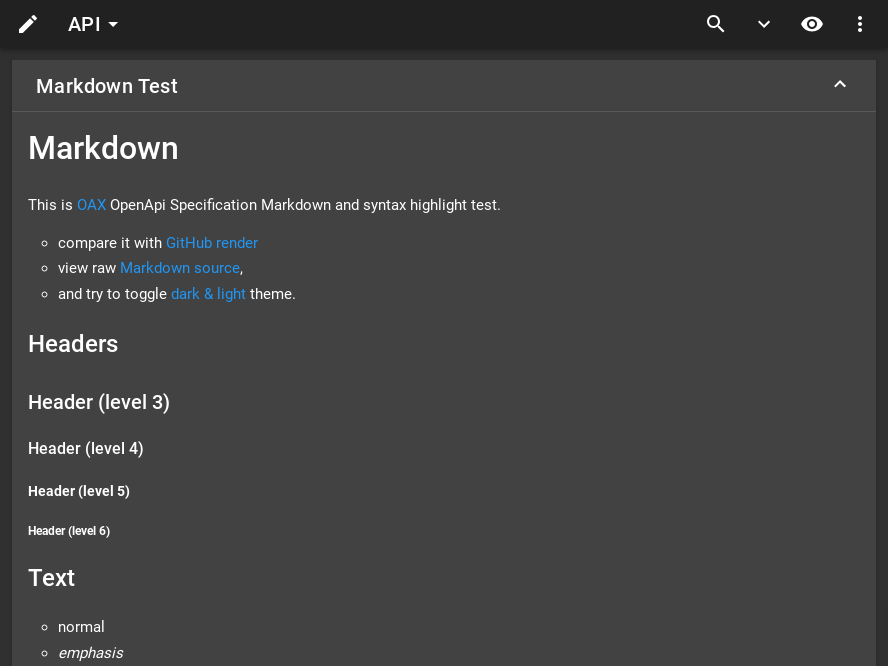 API
Markdown Test
Markdown
This is OAX OpenApi Specification Markdown and syntax highlight test.
compare it with GitHub render
view raw Markdown source,
and try to toggle dark & light theme.
Headers
Header (level 3)
Header (level 4)
Header (level 5)
Header (level 6)
Text
normal
emphasis